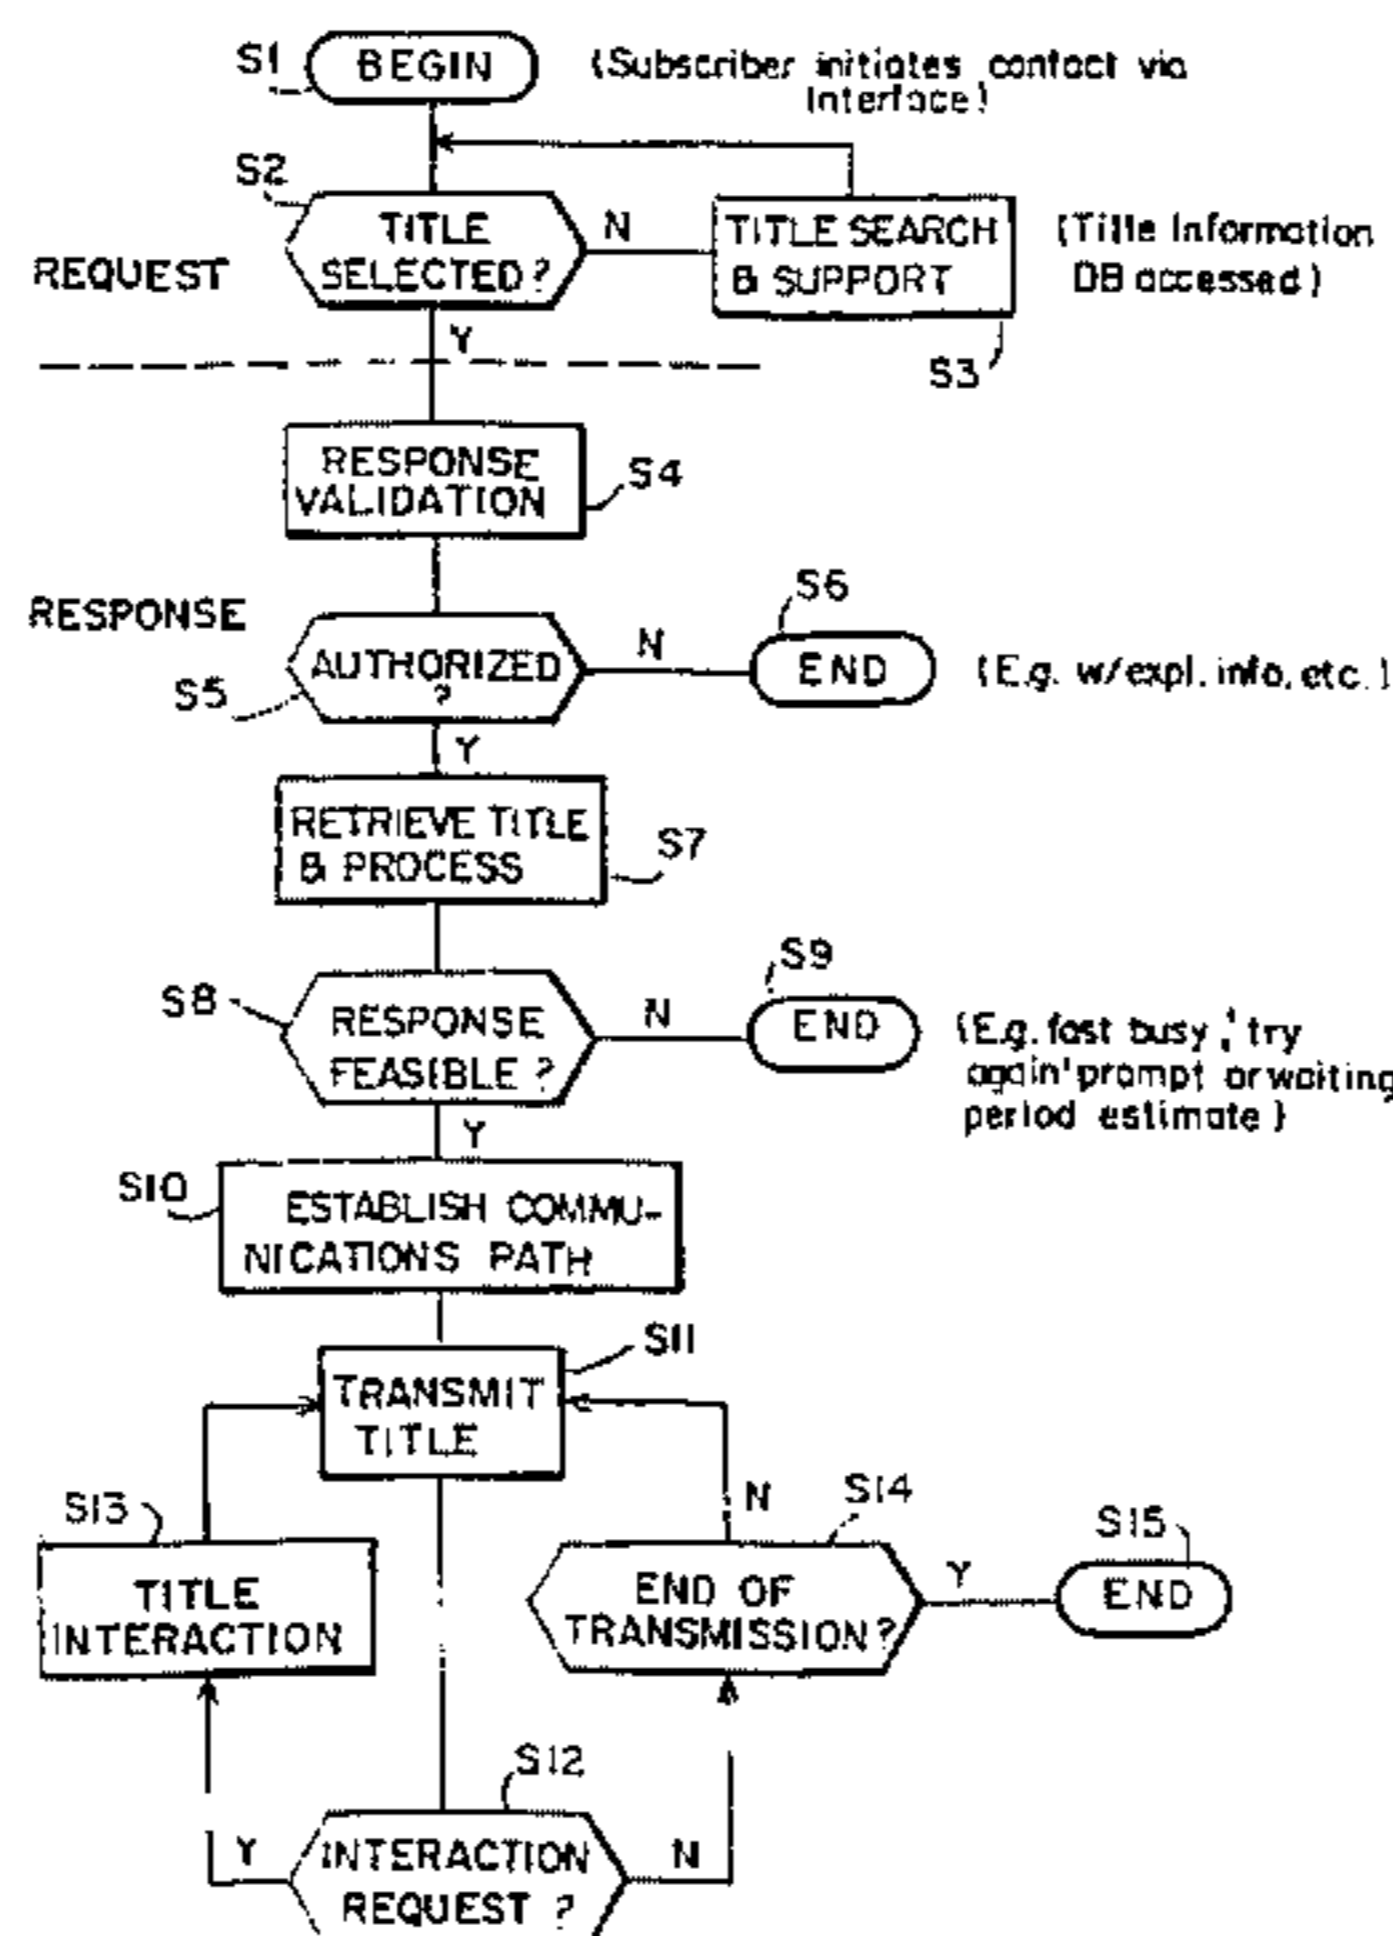 S1
BEGIN
(Subscriber initiates contact via
Interface)
S2
TITLE
SELECTED?
N
TITLE SEARCH
& SUPPORT
(Title Information
DB accessed)
REQUEST
Y
S3
RESPONSE
VALIDATION
S4
RESPONSE
S6
AUTHORIZED
?
N
END
(E.g. w/expl. info. etc.)
S5
Y
RETRIEVE TITLE
& PROCESS
S7
S8
RESPONSE
FEASIBLE ?
N
S9
END
(E.g. fast busy, 'try
again' prompt or waiting
period estimate)
Y
S10
ESTABLISH COMMU-
NICATIONS PATH
S11
TRANSMIT
TITLE
S13
TITLE
INTERACTION
N
S14
END OF
TRANSMISSION?
Y
S15
END
S12
Y
INTERACTION
REQUEST ?
N